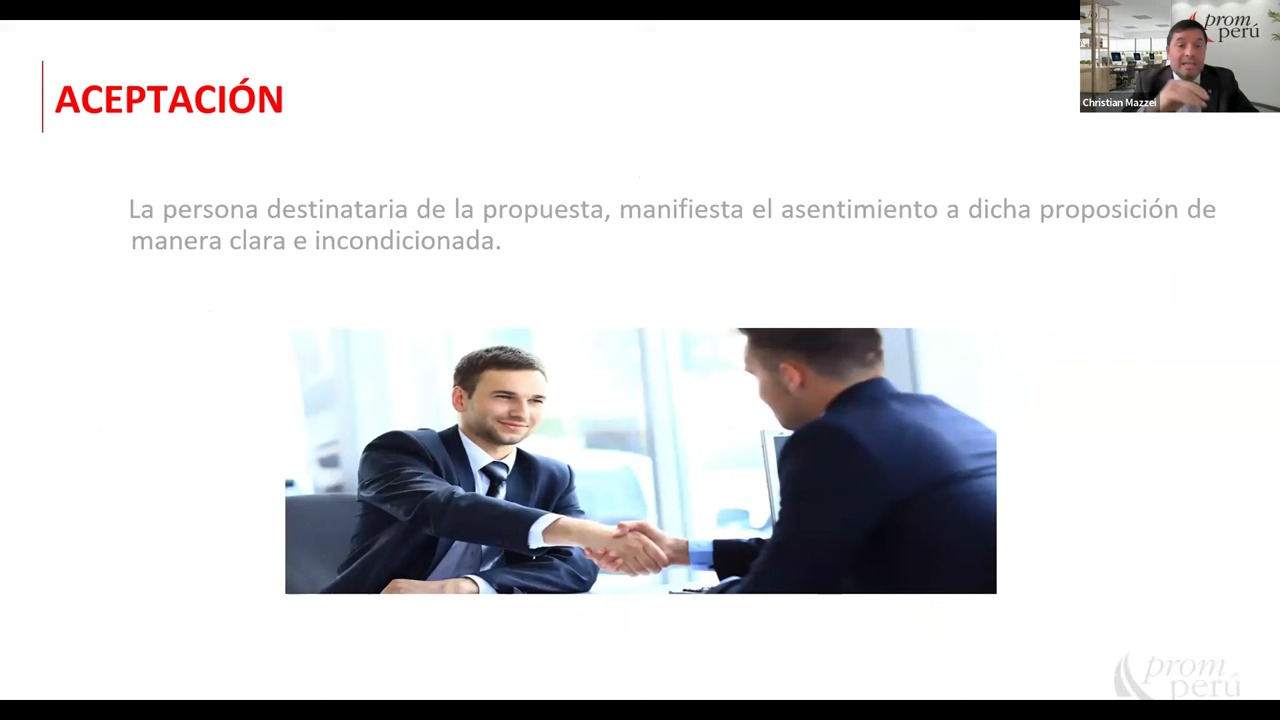 prom
perú
Christian Mazzei
ACEPTACIÓN
La persona destinataria de la propuesta, manifiesta el asentimiento a dicha proposición de
manera clara e incondicionada.
prom
perú